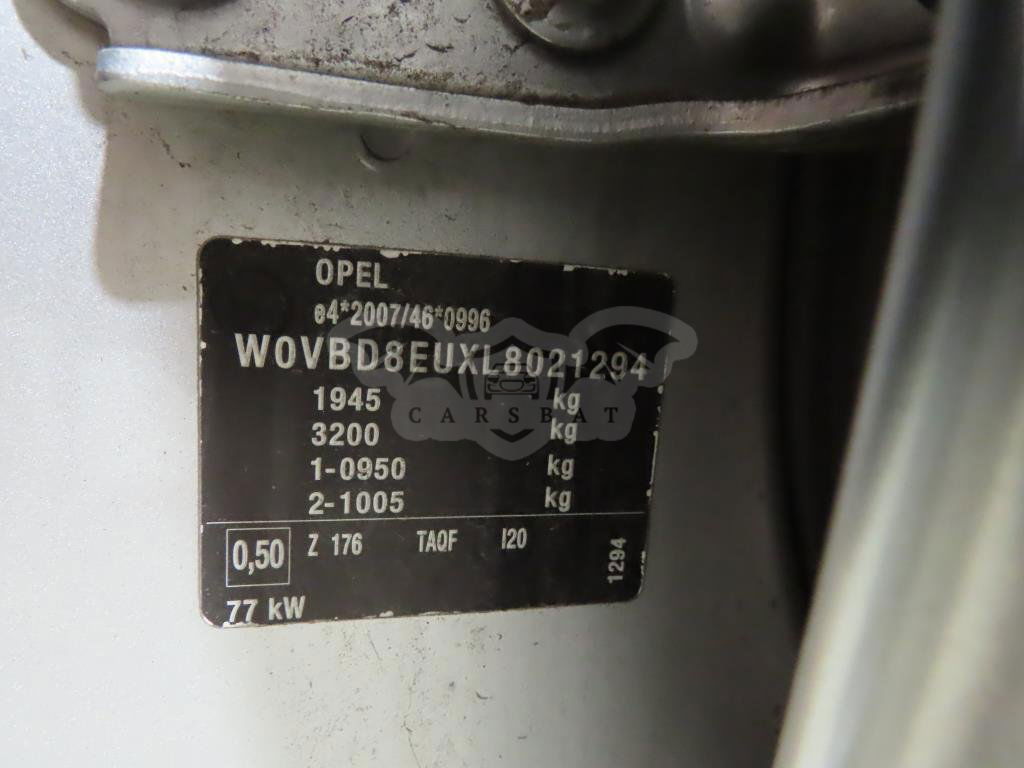 OPEL
e4*2007/46*0996
W0VBD8EUXL8021294
1945 kg
3200 kg
1-0950 kg
2-1005 kg
0,50 Z 176 TAQF I20
1294
77 kW
CARSBAT